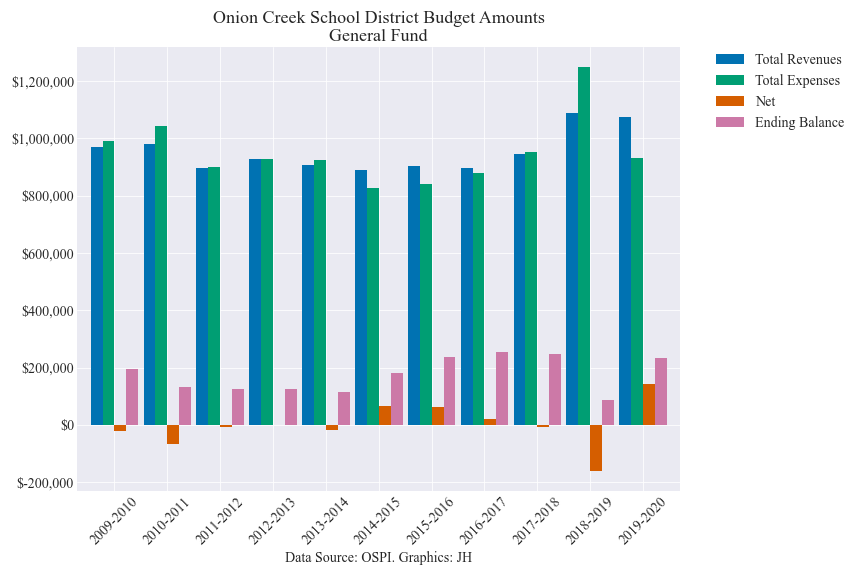 Onion Creek School District Budget Amounts
General Fund
Total Revenues
Total Expenses
Net
Ending Balance
$1,200,000
$1,000,000
$800,000
$600,000
$400,000
$200,000
$0
$-200,000
2009-2010
2010-2011
2011-2012
2012-2013
2013-2014
2014-2015
2015-2016
2016-2017
2017-2018
2018-2019
2019-2020
Data Source: OSPI. Graphics: JH